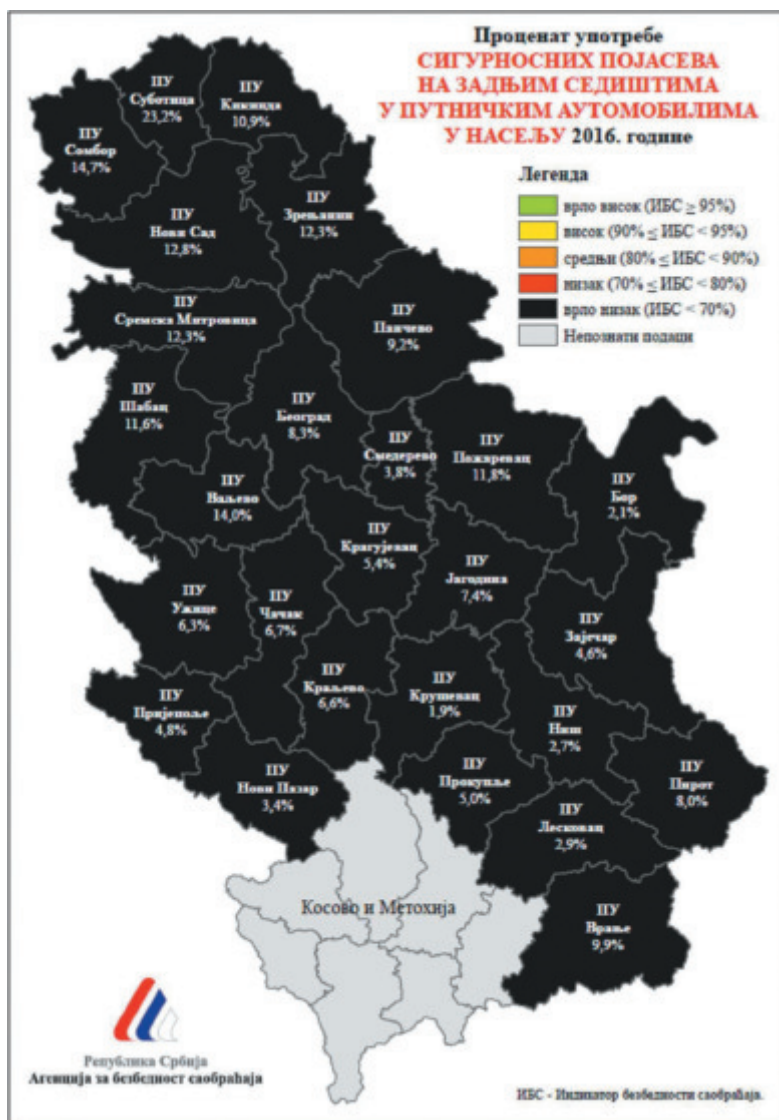 Проценат употребе
СИГУРНОСНИХ ПОЈАСЕВА
НА ЗАДЊИМ СЕДИШТИМА
У ПУТНИЧКИМ АУТОМОБИЛИМА
У НАСЕЉУ 2016. године
Легенда
врло висок (ИБС ≥ 95%)
висок (90% ≤ ИБС < 95%)
средњи (80% ≤ ИБС < 90%)
низак (70% ≤ ИБС < 80%)
врло низак (ИБС < 70%)
Непознати подаци
ПУ
Суботица
23,2%
ПУ
Кикинда
10,9%
ПУ
Сомбор
14,7%
ПУ
Нови Сад
12,8%
ПУ
Зрењанин
12,3%
ПУ
Сремска Митровица
12,3%
ПУ
Панчево
9,2%
ПУ
Шабац
11,6%
ПУ
Београд
8,3%
ПУ
Смедерево
3,8%
ПУ
Пожаревац
11,8%
ПУ
Бор
2,1%
ПУ
Ваљево
14,0%
ПУ
Крагујевац
5,4%
ПУ
Јагодина
7,4%
ПУ
Ужице
6,3%
ПУ
Чачак
6,7%
ПУ
Зајечар
4,6%
ПУ
Краљево
6,6%
ПУ
Крушевац
1,9%
ПУ
Пријепоље
4,8%
ПУ
Ниш
2,7%
ПУ
Нови Пазар
3,4%
ПУ
Прокупље
5,0%
ПУ
Пирот
8,0%
ПУ
Лесковац
2,9%
Косово и Метохија
ПУ
Врање
9,9%
Република Србија
Агенција за безбедност саобраћаја
ИБС - Индикатор безбедности саобраћаја.